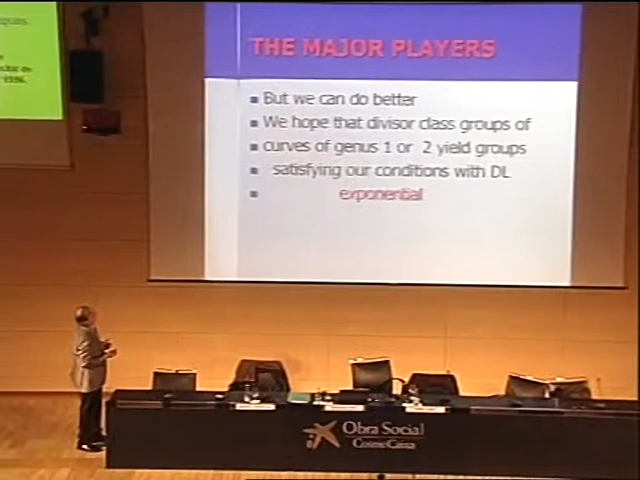 THE MAJOR PLAYERS
But we can do better
We hope that divisor class groups of
curves of genus 1 or 2 yield groups
satisfying our conditions with DL
exponential
Obra Social
CosmoCaixa